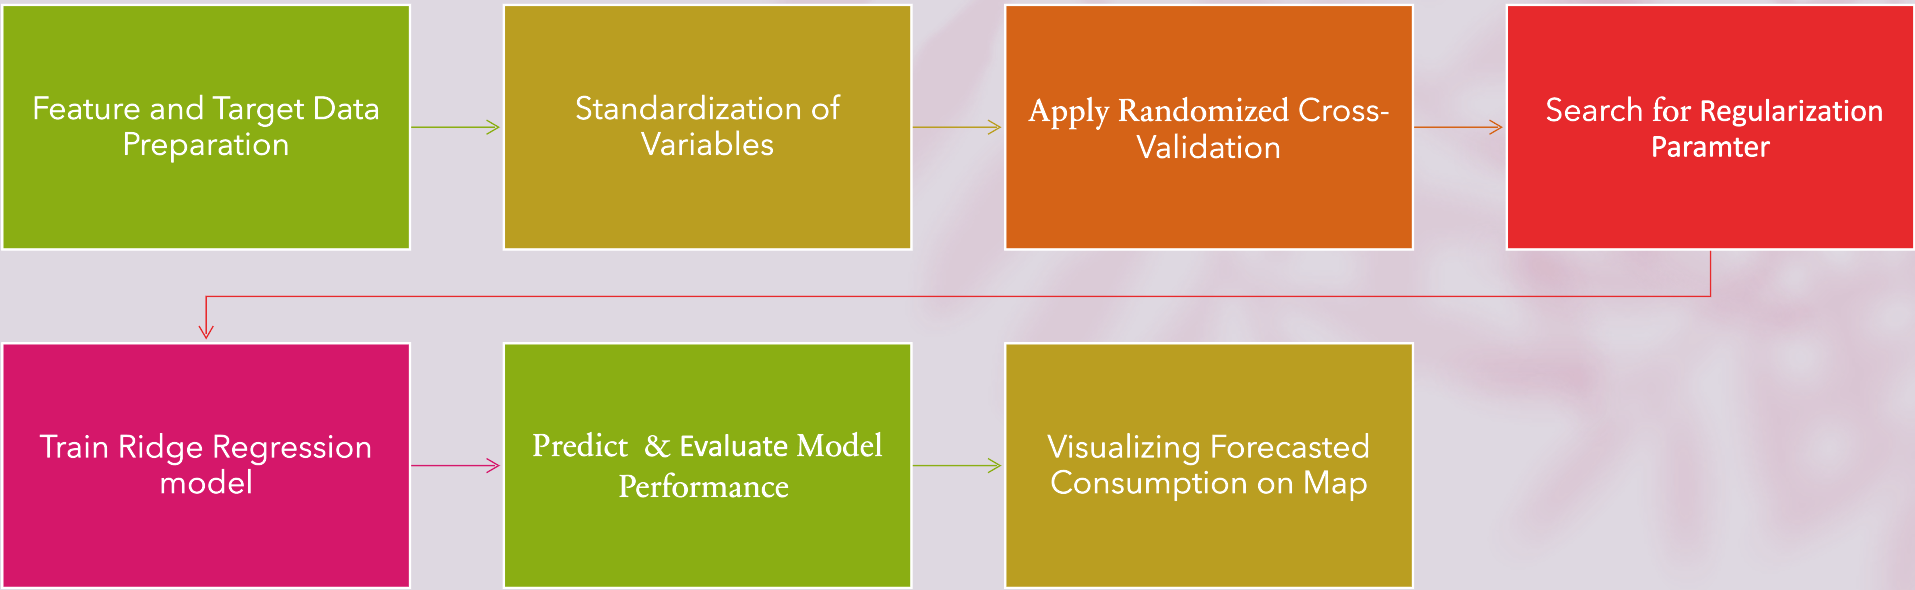 Feature and Target Data
Preparation
Standardization of
Variables
Apply Randomized Cross-
Validation
Search for Regularization
Paramter
Train Ridge Regression
model
Predict & Evaluate Model
Performance
Visualizing Forecasted
Consumption on Map